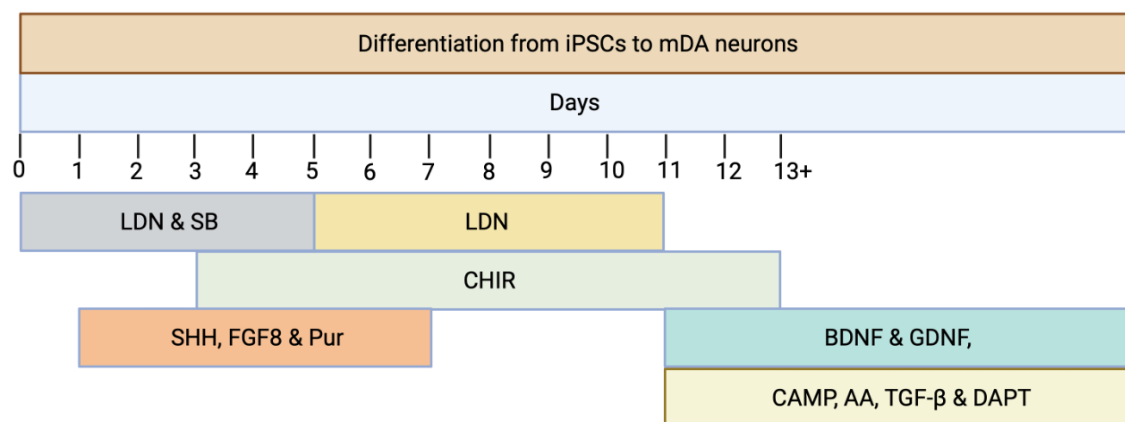 Differentiation from iPSCs to mDA neurons
Days
0 1 2 3 4 5 6 7 8 9 10 11 12 13+
LDN & SB LDN
CHIR
SHH, FGF8 & Pur BDNF & GDNF,
CAMP, AA, TGF-β & DAPT